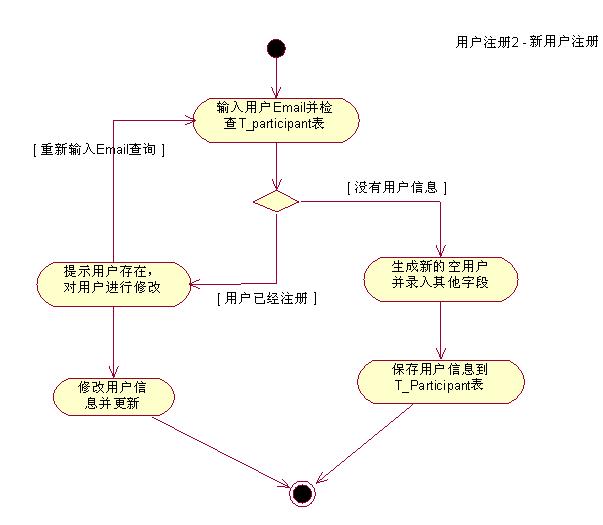 用户注册2 - 新用户注册
输入用户Email并检
查T_participant表
[ 重新输入Email查询 ]
[ 没有用户信息 ]
提示用户存在，
对用户进行修改
生成新的空用户
并录入其他字段
[ 用户已经注册 ]
修改用户信
息并更新
保存用户信息到
T_Participant表